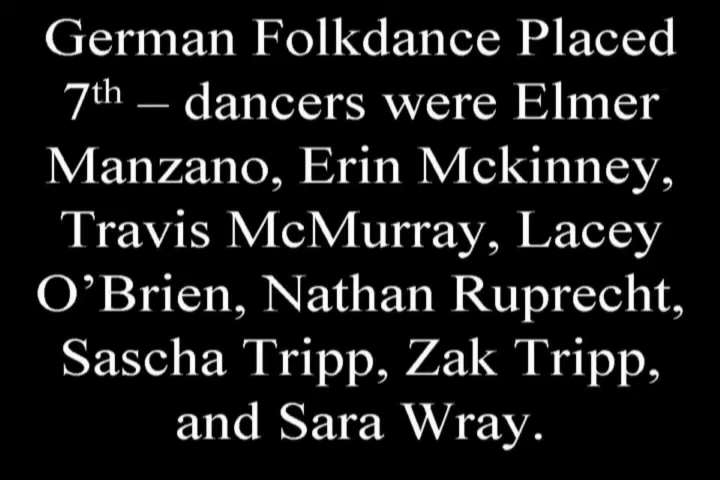 German Folkdance Placed
7th – dancers were Elmer
Manzano, Erin Mckinney,
Travis McMurray, Lacey
O’Brien, Nathan Ruprecht,
Sascha Tripp, Zak Tripp,
and Sara Wray.